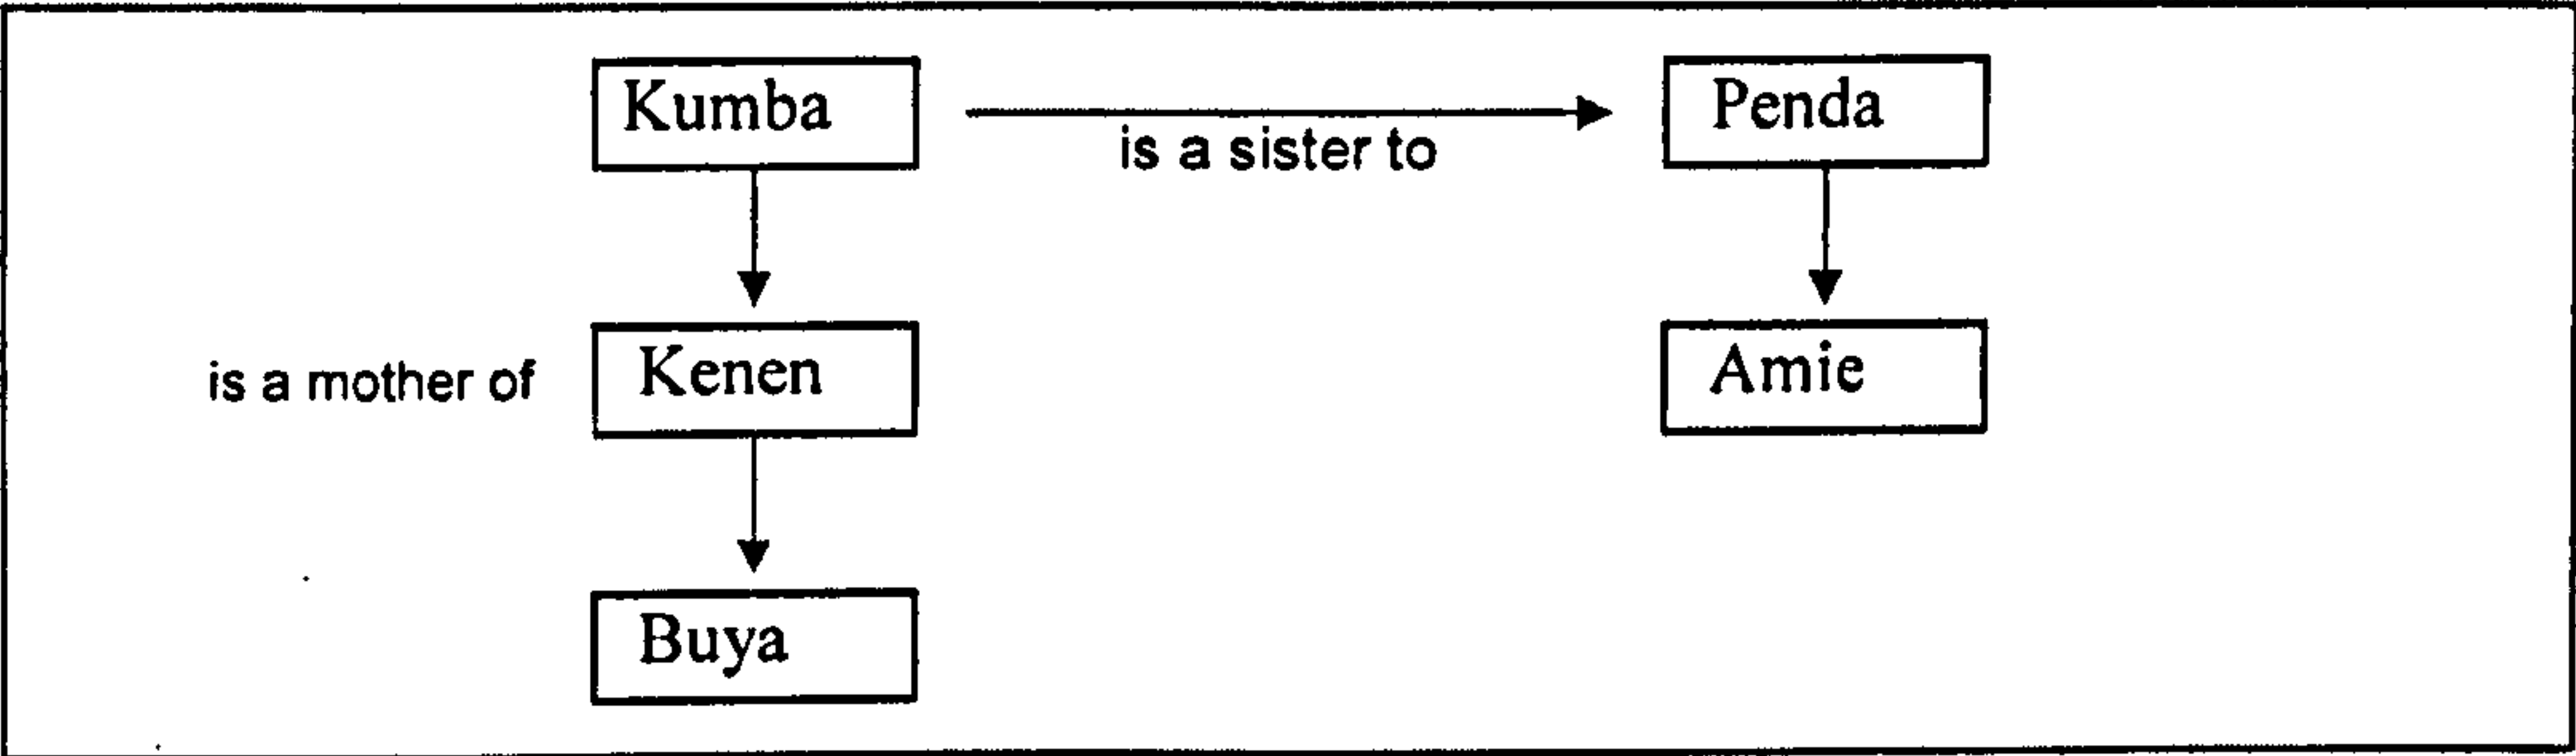 Kumba
is a sister to
Penda
is a mother of
Kenen
Amie
Buya